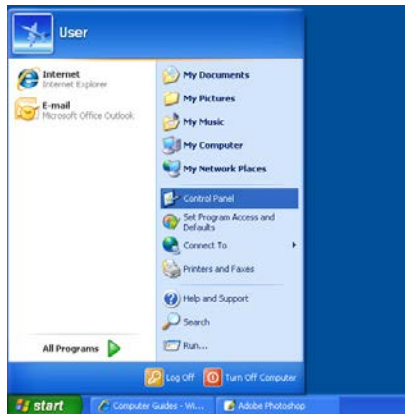 User
Internet
Internet Explorer
E-mail
Microsoft Office Outlook
All Programs
My Documents
My Pictures
My Music
My Computer
My Network Places
Control Panel
Set Program Access and
Defaults
Connect To
Printers and Faxes
Help and Support
Search
Run...
Log Off
Turn Off Computer
start
Computer Guides - Wi...
Adobe Photoshop